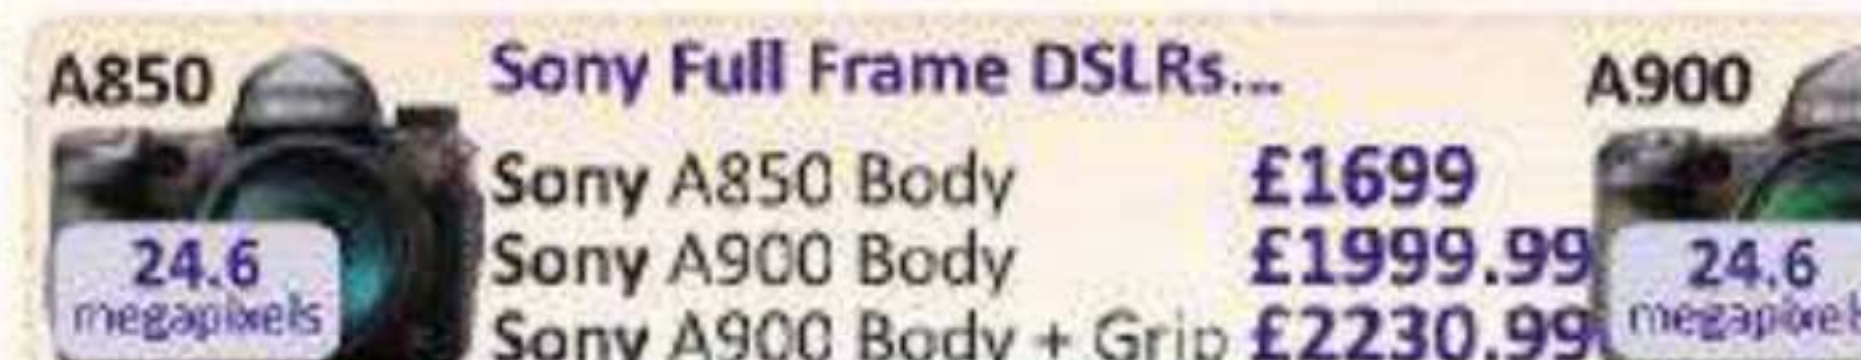 A850
24.6
megapixels
Sony Full Frame DSLRs...
Sony A850 Body £1699
Sony A900 Body £1999.99
Sony A900 Body + Grip £2230.99
A900
24.6
megapixels